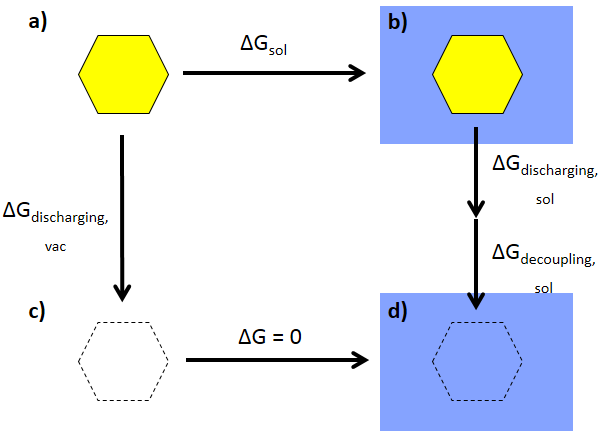 a)
ΔGsol
b)
ΔGdischarging,
vac
ΔGdischarging,
sol
ΔGdecoupling,
sol
c)
ΔG = 0
d)